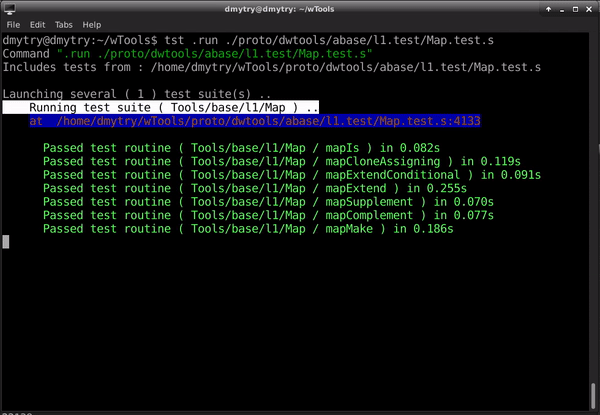 dmytry@dmytry: ~/wTools
File Edit Tabs Help
dmytry@dmytry:~/wTools$ tst .run ./proto/dwtools/abase/l1.test/Map.test.s
Command ".run ./proto/dwtools/abase/l1.test/Map.test.s"
Includes tests from : /home/dmytry/wTools/proto/dwtools/abase/l1.test/Map.test.s
Launching several ( 1 ) test suite(s) ..
Running test suite ( Tools/base/l1/Map ) ..
at /home/dmytry/wTools/proto/dwtools/abase/l1.test/Map.test.s:4133
Passed test routine ( Tools/base/l1/Map / mapIs ) in 0.082s
Passed test routine ( Tools/base/l1/Map / mapCloneAssigning ) in 0.119s
Passed test routine ( Tools/base/l1/Map / mapExtendConditional ) in 0.091s
Passed test routine ( Tools/base/l1/Map / mapExtend ) in 0.255s
Passed test routine ( Tools/base/l1/Map / mapSupplement ) in 0.070s
Passed test routine ( Tools/base/l1/Map / mapComplement ) in 0.077s
Passed test routine ( Tools/base/l1/Map / mapMake ) in 0.186s